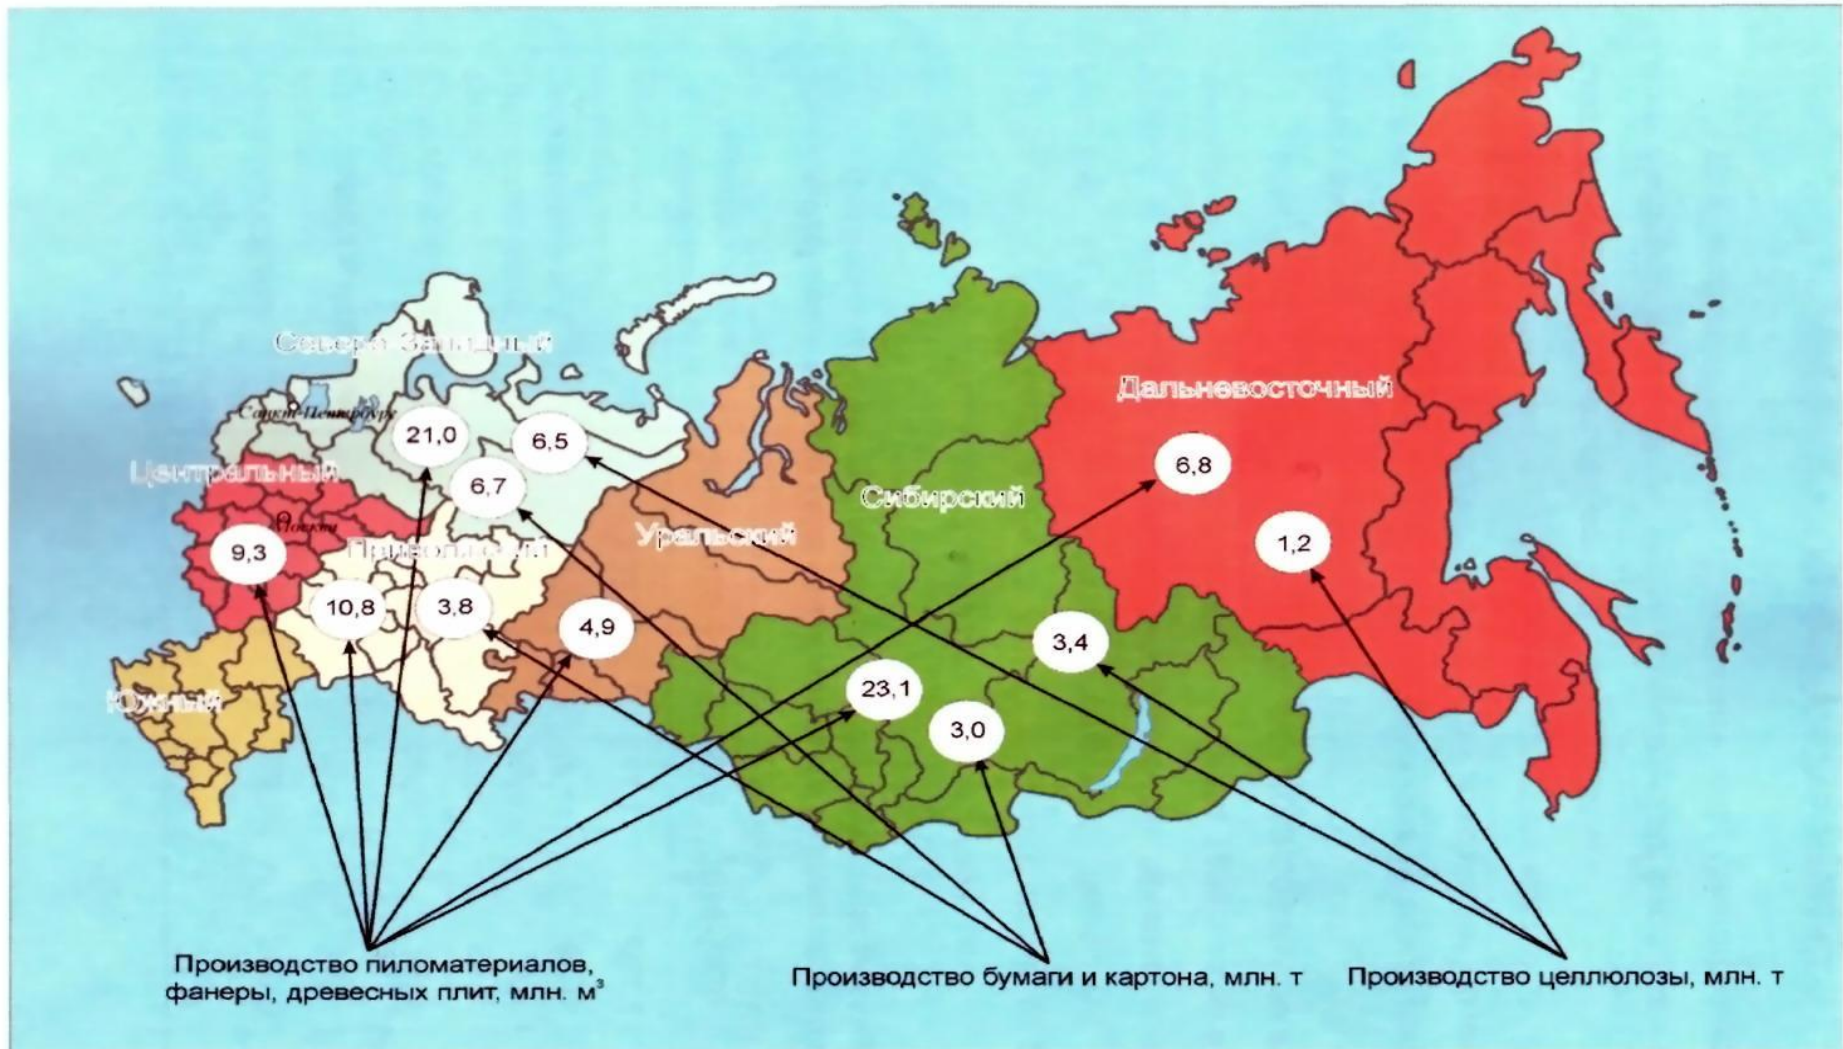 Северо-Западный
Дальневосточный
Санкт-Петербург
21,0
6,5
6,8
Центральный
6,7
Сибирский
Москва
Уральский
1,2
9,3
Приволжский
10,8
3,8
4,9
3,4
23,1
Южный
3,0
Производство пиломатериалов,
фанеры, древесных плит, млн. м³
Производство бумаги и картона, млн. т
Производство целлюлозы, млн. т